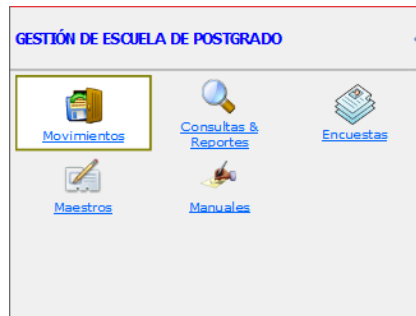 GESTIÓN DE ESCUELA DE POSTGRADO
Movimientos
Consultas &
Reportes
Encuestas
Maestros
Manuales